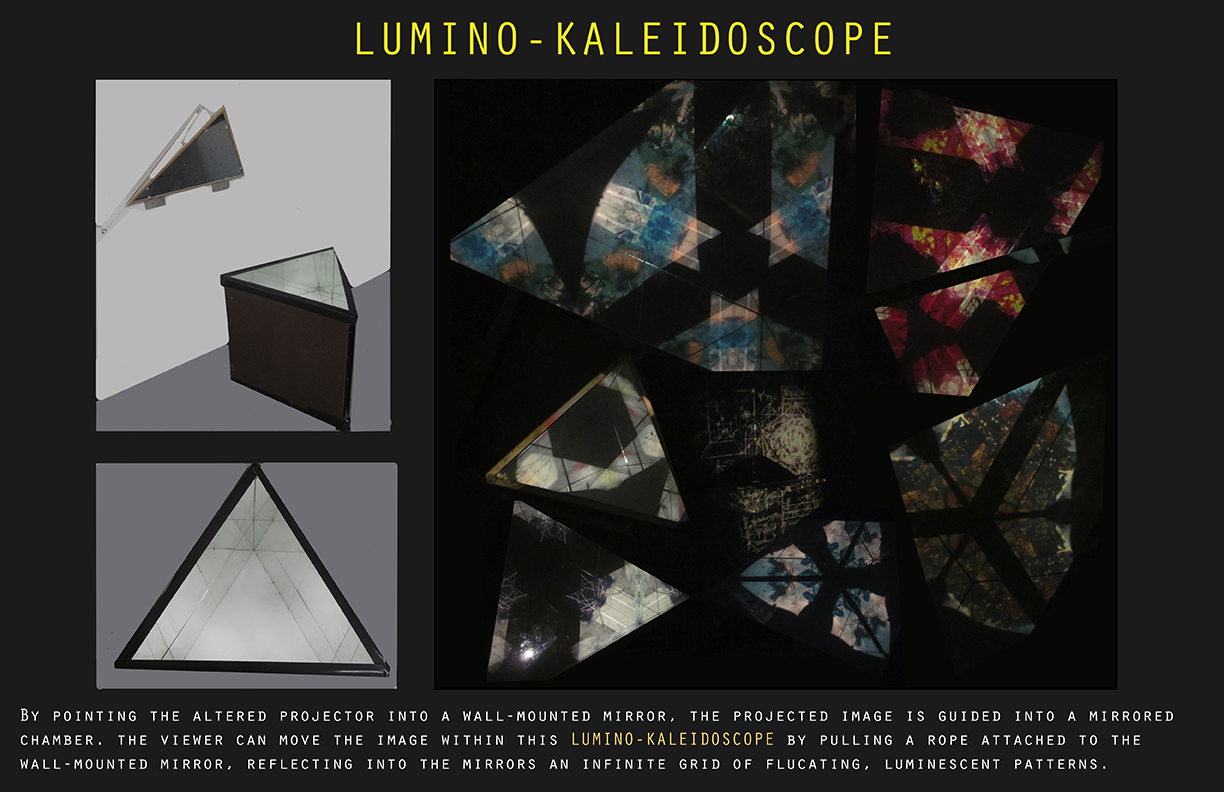 LUMINO-KALEIDOSCOPE
BY POINTING THE ALTERED PROJECTOR INTO A WALL-MOUNTED MIRROR, THE PROJECTED IMAGE IS GUIDED INTO A MIRRORED
CHAMBER. THE VIEWER CAN MOVE THE IMAGE WITHIN THIS LUMINO-KALEIDOSCOPE BY PULLING A ROPE ATTACHED TO THE
WALL-MOUNTED MIRROR, REFLECTING INTO THE MIRRORS AN INFINITE GRID OF FLUCATING, LUMINESCENT PATTERNS.